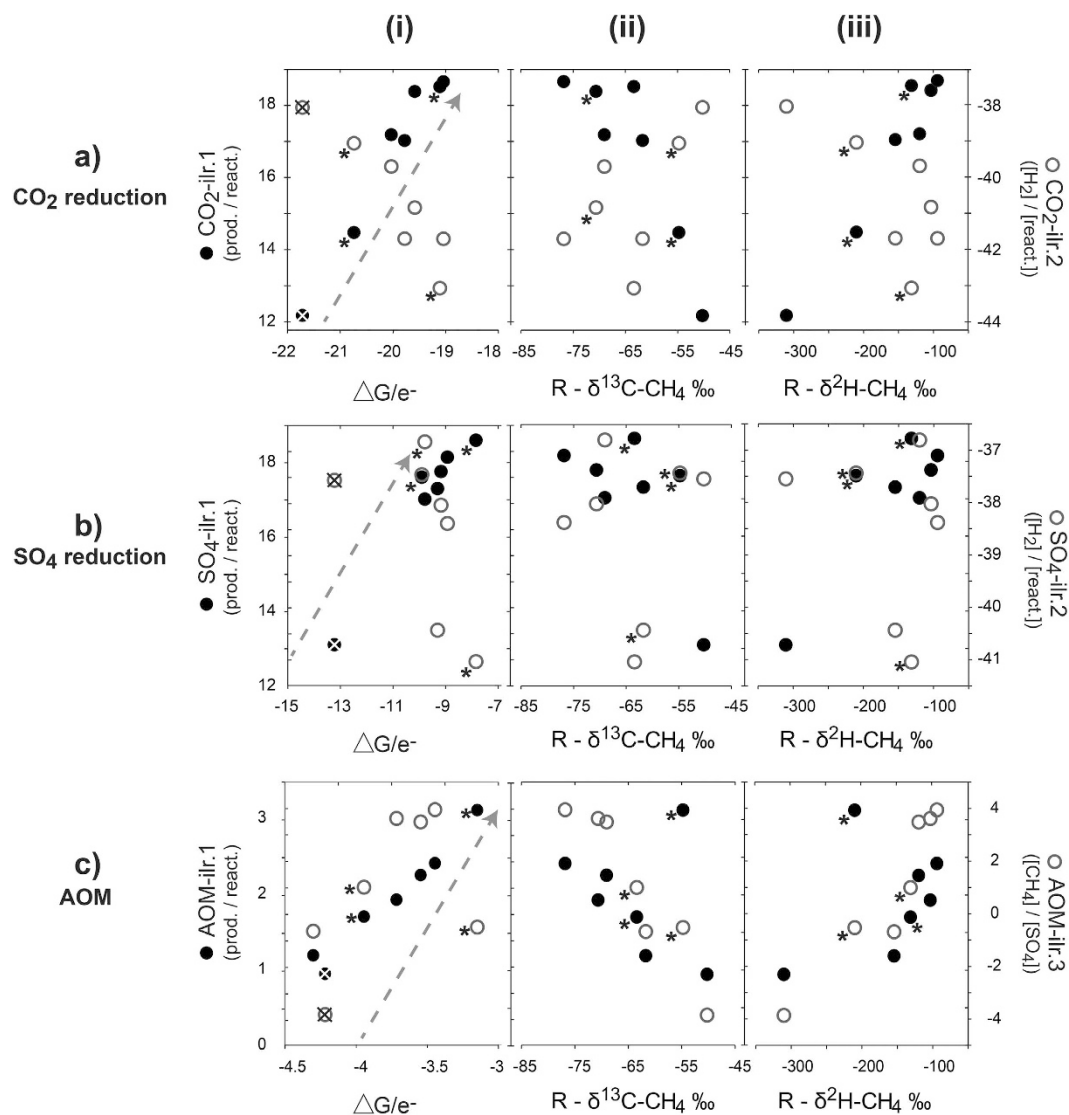 (i) (ii) (iii)
a)
CO2 reduction
● CO2-ilr.1
(prod. / react.)
18
16
14
12
-22 -21 -20 -19 -18
-85 -75 -65 -55 -45
-300 -200 -100
-38
-39
-40
-41
-42
-43
-44
○ CO2-ilr.2
([H2] / [react.])
△G/e-
R - δ13C-CH4 ‰
R - δ2H-CH4 ‰
b)
SO4 reduction
● SO4-ilr.1
(prod. / react.)
18
16
14
12
-15 -13 -11 -9 -7
-85 -75 -65 -55 -45
-300 -200 -100
-37
-38
-39
-40
-41
○ SO4-ilr.2
([H2] / [react.])
△G/e-
R - δ13C-CH4 ‰
R - δ2H-CH4 ‰
c)
AOM
● AOM-ilr.1
(prod. / react.)
3
2
1
0
-4.5 -4 -3.5 -3
-85 -75 -65 -55 -45
-300 -200 -100
4
2
0
-2
-4
○ AOM-ilr.3
([CH4] / [SO4])
△G/e-
R - δ13C-CH4 ‰
R - δ2H-CH4 ‰